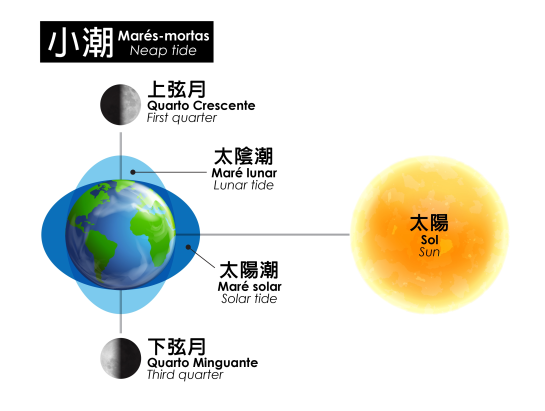 小潮
Marés-mortas
Neap tide
上弦月
Quarto Crescente
First quarter
太陰潮
Maré lunar
Lunar tide
太陽
Sol
Sun
太陽潮
Maré solar
Solar tide
下弦月
Quarto Minguante
Third quarter